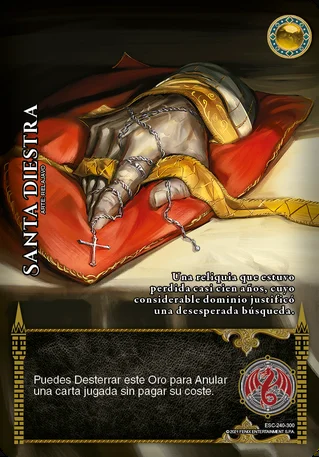 SANTA DIESTRA
ARTE: RELAJAVO
Una reliquia que estuvo
perdida casi cien años, cuyo
considerable dominio justificó
una desesperada búsqueda.
Puedes Desterrar este Oro para Anular
una carta jugada sin pagar su coste.
ESC-240-300
©2021 FENIX ENTERTAINMENT S.P.A.